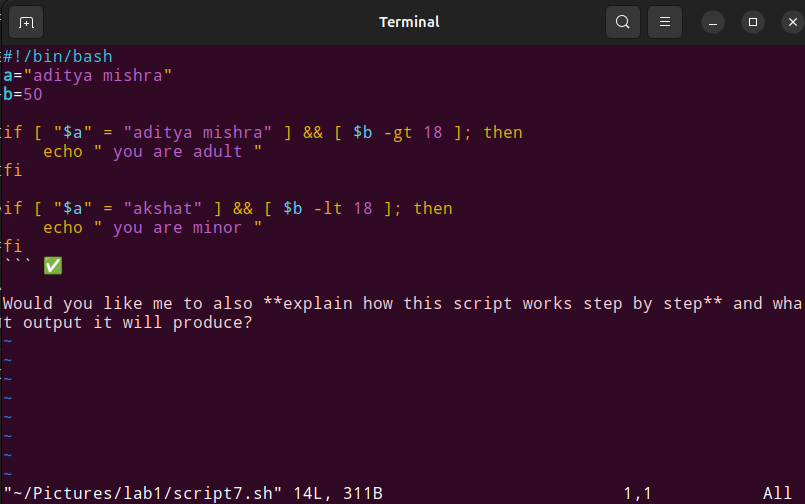 Terminal
#!/bin/bash
a="aditya mishra"
b=50
if [ "$a" = "aditya mishra" ] && [ $b -gt 18 ]; then
    echo " you are adult "
fi
if [ "$a" = "akshat" ] && [ $b -lt 18 ]; then
    echo " you are minor "
fi
``` ✅
Would you like me to also **explain how this script works step by step** and wha
t output it will produce?
~
~
~
~
~
~
~
~
"~/Pictures/lab1/script7.sh" 14L, 311B 1,1 All